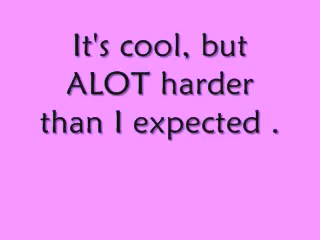 It's cool, but
ALOT harder
than I expected .